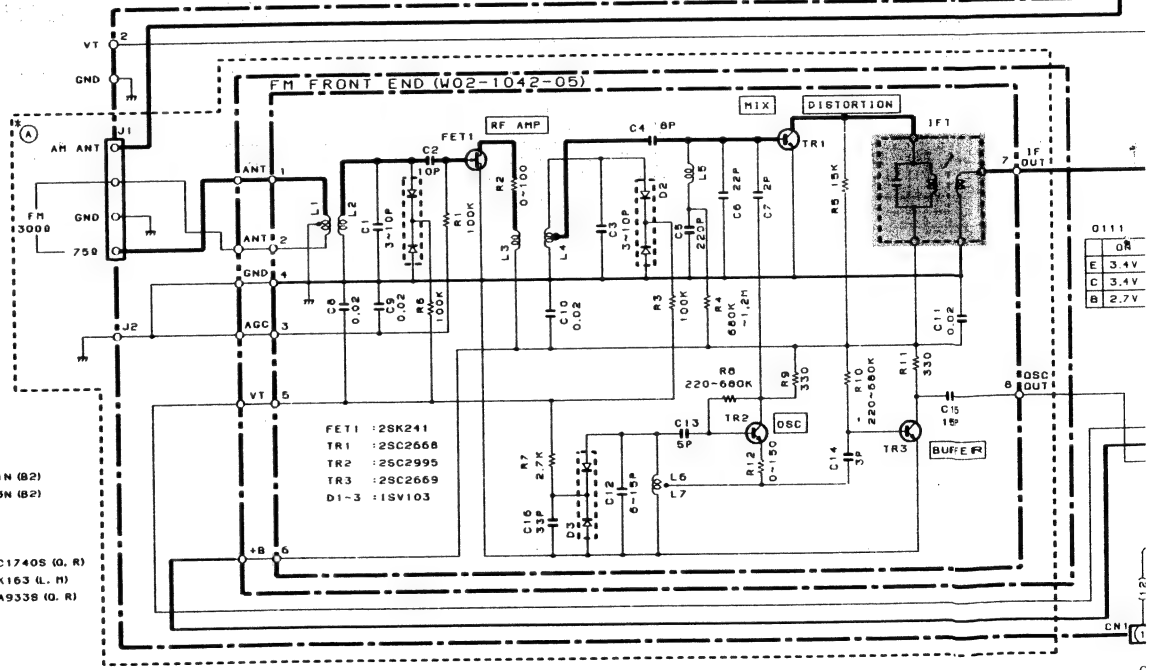 VT 2
GND
FM FRONT END (W02-1042-05)
* A
J1
AM ANT
FM 300Ω
GND
75Ω
J2
ANT 1
ANT 2
GND 4
AGC 3
VT 5
+B 6
L1
L2
C1 3~10P
C2 10P
FET1
RF AMP
R1 100K
R2 0~100
L3
L4
C3 3~10P
C4 8P
D2
C5 220P
L5
C6 22P
C7 2P
MIX
DISTORTION
TR1
R5 15K
IFT
7 IF OUT
C8 0.02
C9 0.02
R6 100K
C10 0.02
R3 100K
R4 680K ~1.2M
C11 0.02
R8 220~680K
R9 330
R10 220~680K
R11 330
8 OSC OUT
C15 15P
FET1 :2SK241
TR1 :2SC2668
TR2 :2SC2995
TR3 :2SC2669
D1~3 :1SV103
R7 2.7K
C16 33P
D3
C12 6~15P
C13 5P
L6
L7
TR2
OSC
R12 0~150
C14 3P
TR3
BUFFER
Q111
E 3.4V
C 3.4V
B 2.7V
N (B2)
N (B2)
C1740S (Q, R)
K163 (L, M)
A933S (Q, R)
CN1
(12)